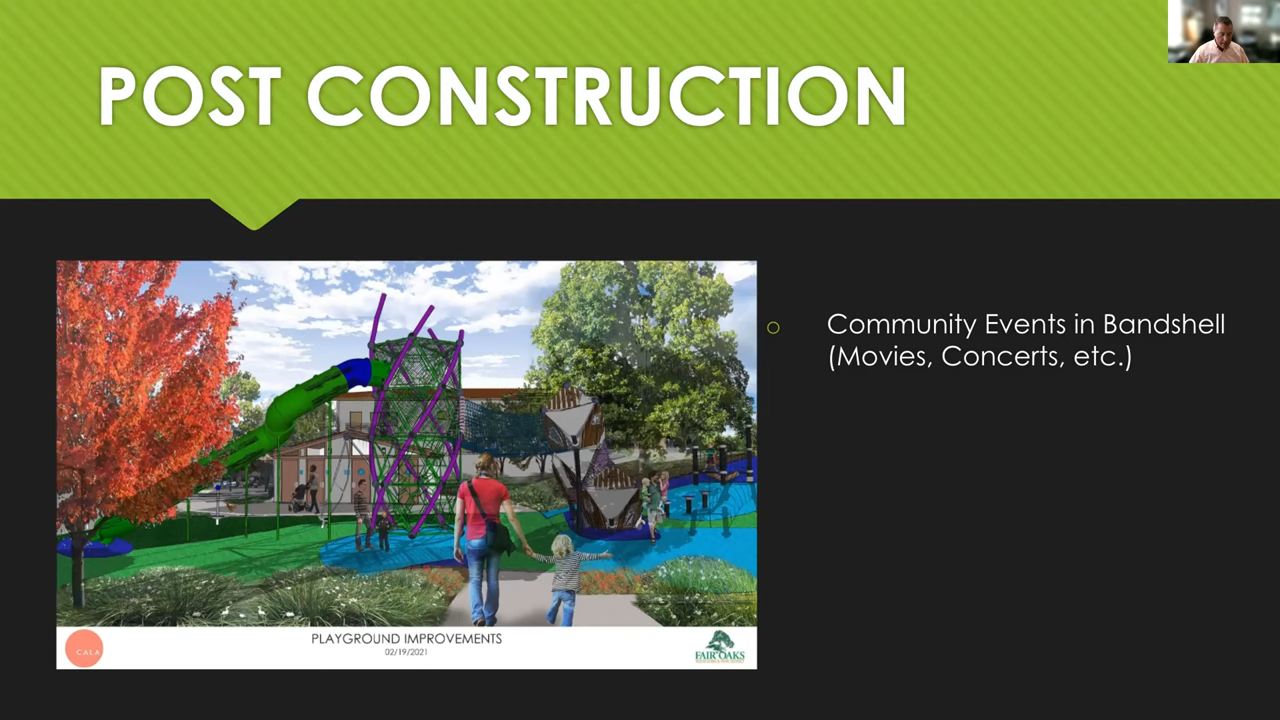 POST CONSTRUCTION
Community Events in Bandshell
(Movies, Concerts, etc.)
PLAYGROUND IMPROVEMENTS
02/19/2021
CALA
FAIR OAKS